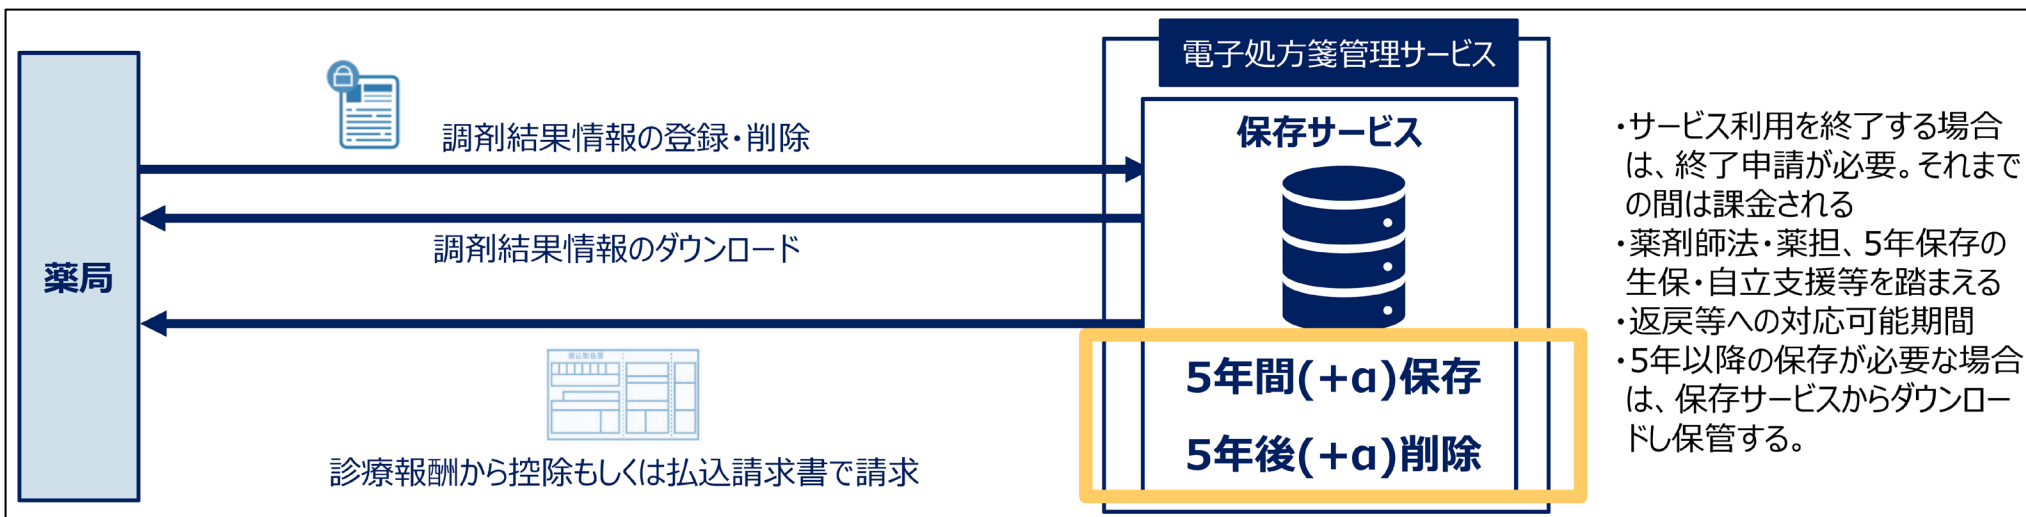 電子処方箋管理サービス
保存サービス
調剤結果情報の登録・削除
調剤結果情報のダウンロード
薬局
5年間(+α)保存
5年後(+α)削除
診療報酬から控除もしくは払込請求書で請求
・サービス利用を終了する場合
は、終了申請が必要。それまで
の間は課金される
・薬剤師法・薬担、5年保存の
生保・自立支援等を踏まえる
・返戻等への対応可能期間
・5年以降の保存が必要な場合
は、保存サービスからダウンロー
ドし保管する。